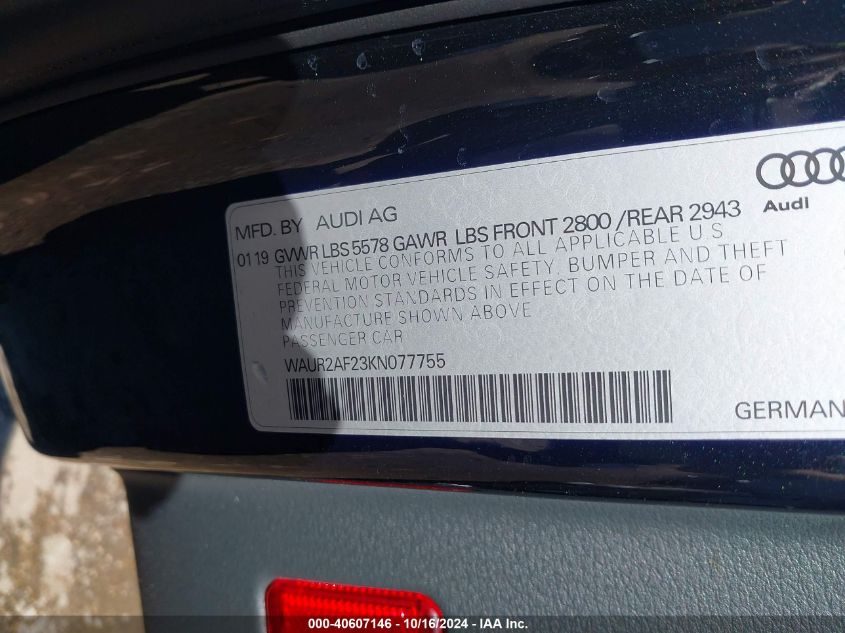 MFD. BY AUDI AG
Audi
01 19 GVWR LBS 5578 GAWR LBS FRONT 2800 /REAR 2943
THIS VEHICLE CONFORMS TO ALL APPLICABLE U S
FEDERAL MOTOR VEHICLE SAFETY, BUMPER AND THEFT
PREVENTION STANDARDS IN EFFECT ON THE DATE OF
MANUFACTURE SHOWN ABOVE
PASSENGER CAR
WAUR2AF23KN077755
GERMAN
000-40607146 - 10/16/2024 - IAA Inc.